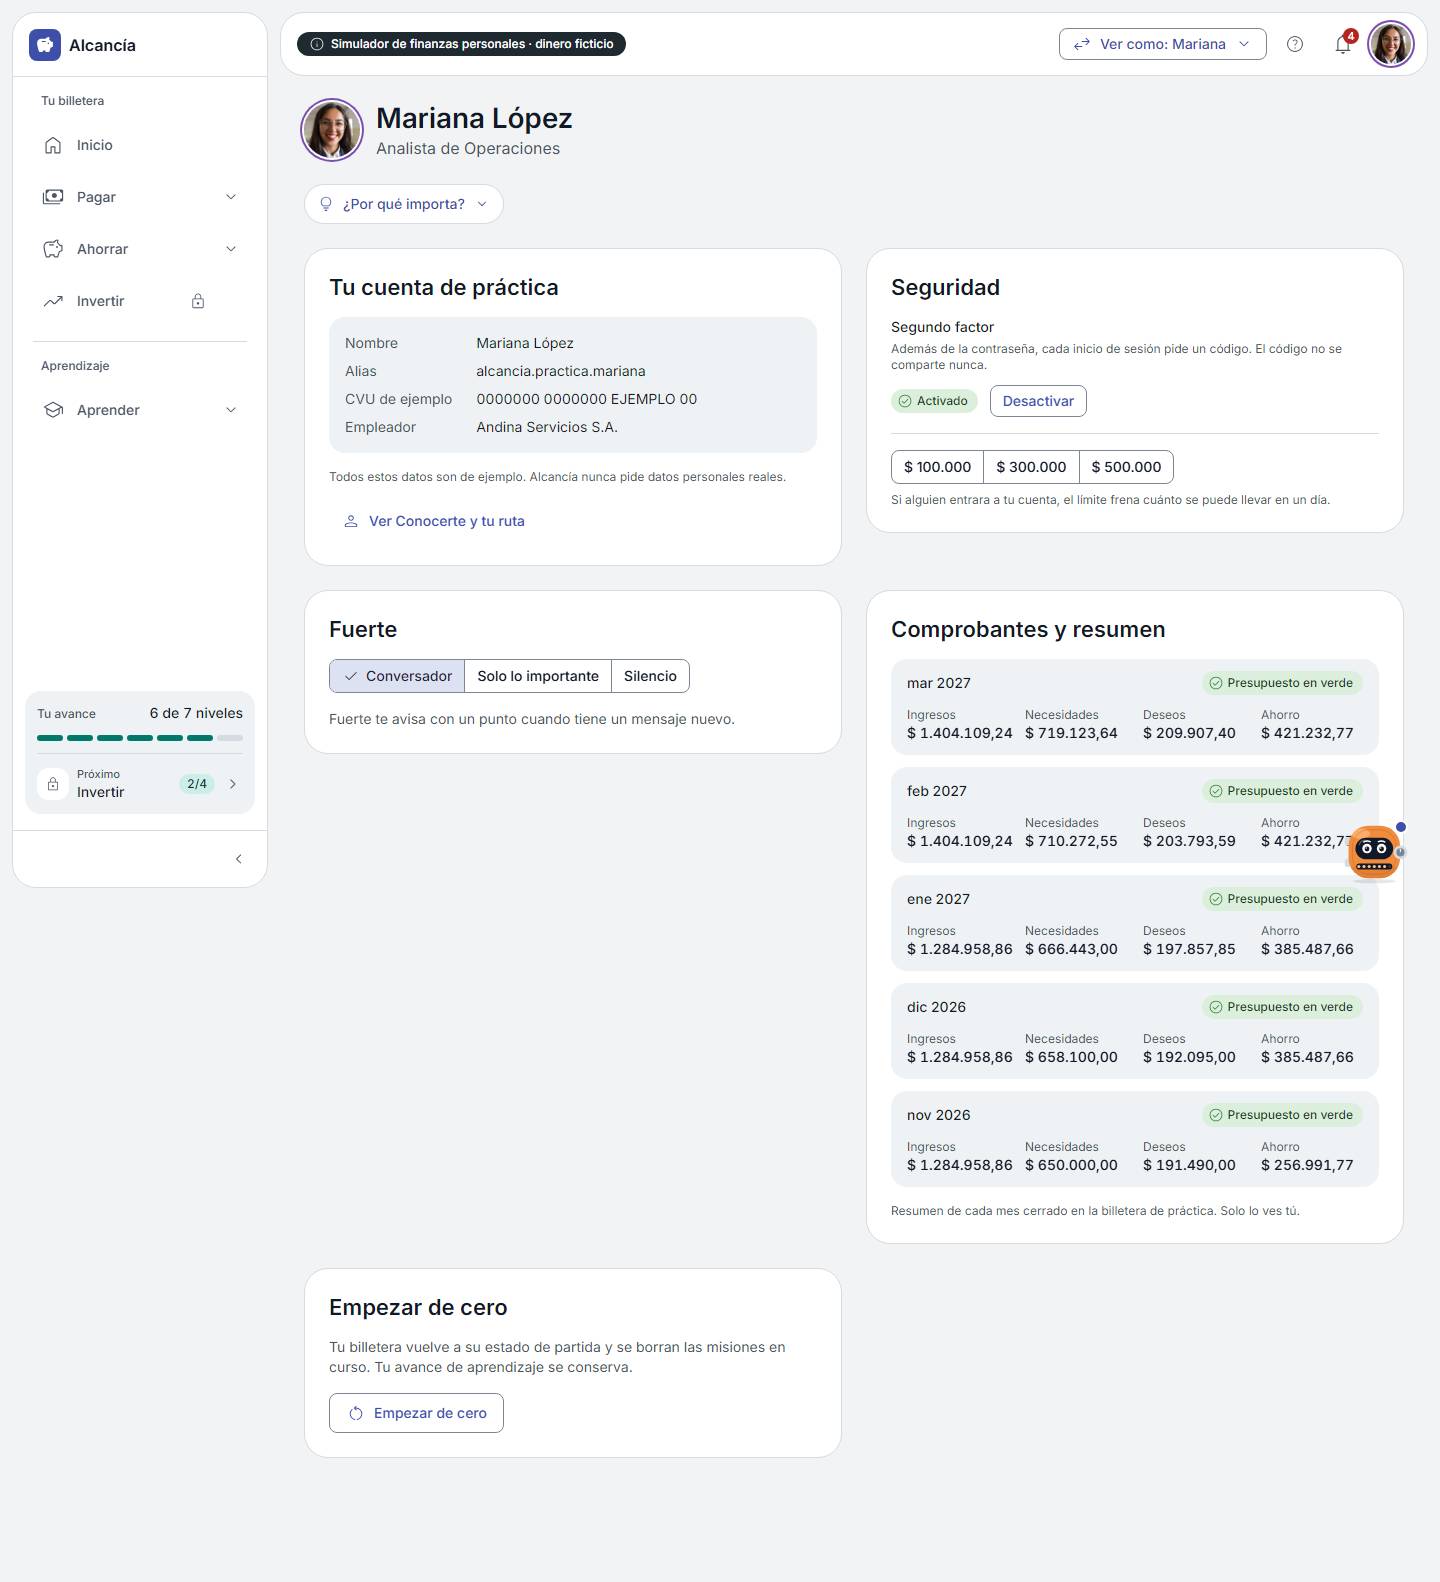 Alcancía
Simulador de finanzas personales · dinero ficticio
Ver como: Mariana
4
Tu billetera
Inicio
Pagar
Ahorrar
Invertir
Aprendizaje
Aprender
Tu avance
6 de 7 niveles
Próximo
Invertir
2/4
Mariana López
Analista de Operaciones
¿Por qué importa?
Tu cuenta de práctica
Nombre Mariana López
Alias alcancia.practica.mariana
CVU de ejemplo 0000000 0000000 EJEMPLO 00
Empleador Andina Servicios S.A.
Todos estos datos son de ejemplo. Alcancía nunca pide datos personales reales.
Ver Conocerte y tu ruta
Seguridad
Segundo factor
Además de la contraseña, cada inicio de sesión pide un código. El código no se
comparte nunca.
Activado Desactivar
$ 100.000 $ 300.000 $ 500.000
Si alguien entrara a tu cuenta, el límite frena cuánto se puede llevar en un día.
Fuerte
Conversador Solo lo importante Silencio
Fuerte te avisa con un punto cuando tiene un mensaje nuevo.
Comprobantes y resumen
mar 2027 Presupuesto en verde
Ingresos Necesidades Deseos Ahorro
$ 1.404.109,24 $ 719.123,64 $ 209.907,40 $ 421.232,77
feb 2027 Presupuesto en verde
Ingresos Necesidades Deseos Ahorro
$ 1.404.109,24 $ 710.272,55 $ 203.793,59 $ 421.232,77
ene 2027 Presupuesto en verde
Ingresos Necesidades Deseos Ahorro
$ 1.284.958,86 $ 666.443,00 $ 197.857,85 $ 385.487,66
dic 2026 Presupuesto en verde
Ingresos Necesidades Deseos Ahorro
$ 1.284.958,86 $ 658.100,00 $ 192.095,00 $ 385.487,66
nov 2026 Presupuesto en verde
Ingresos Necesidades Deseos Ahorro
$ 1.284.958,86 $ 650.000,00 $ 191.490,00 $ 256.991,77
Resumen de cada mes cerrado en la billetera de práctica. Solo lo ves tú.
Empezar de cero
Tu billetera vuelve a su estado de partida y se borran las misiones en
curso. Tu avance de aprendizaje se conserva.
Empezar de cero